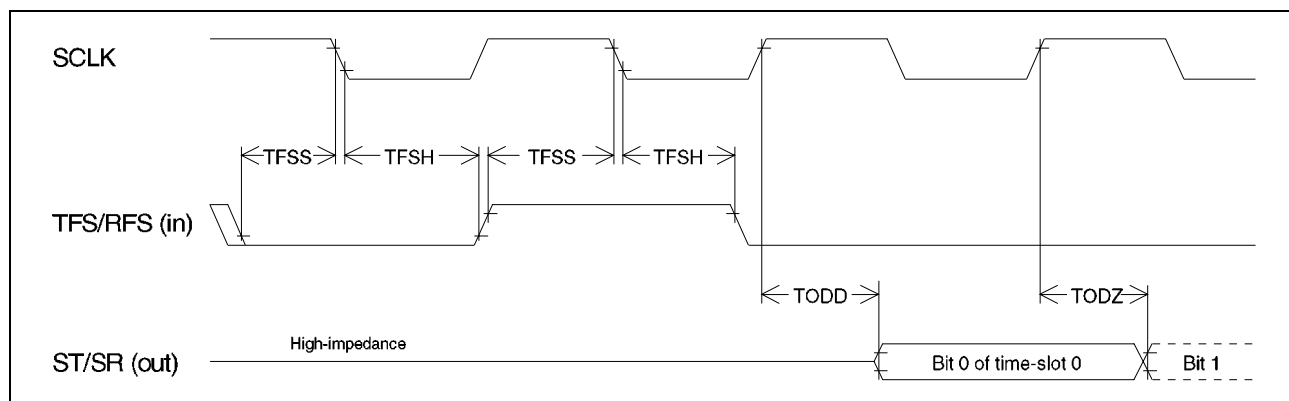 SCLK
TFSS TFSH TFSS TFSH
TFS/RFS (in)
TODD TODZ
High-impedance
ST/SR (out) Bit 0 of time-slot 0 Bit 1